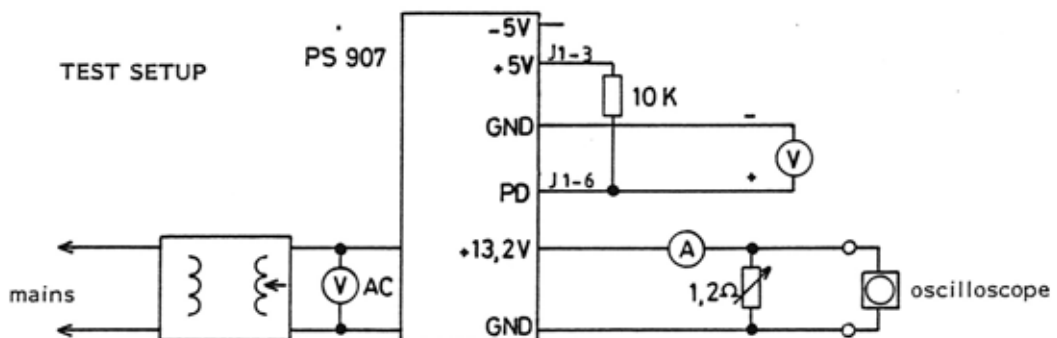 TEST SETUP
PS 907
-5V
+5V
J1-3
10 K
GND
-
V
+
PD
J1-6
+13,2V
A
mains
V
AC
1,2Ω
oscilloscope
GND